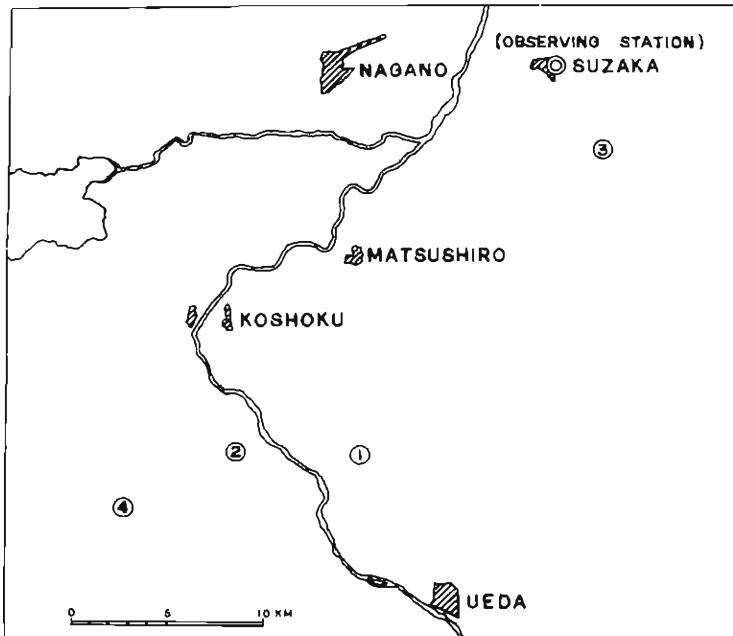 (OBSERVING STATION)
NAGANO
SUZAKA
③
MATSUSHIRO
KOSHOKU
②
①
④
UEDA
0 5 10 KM